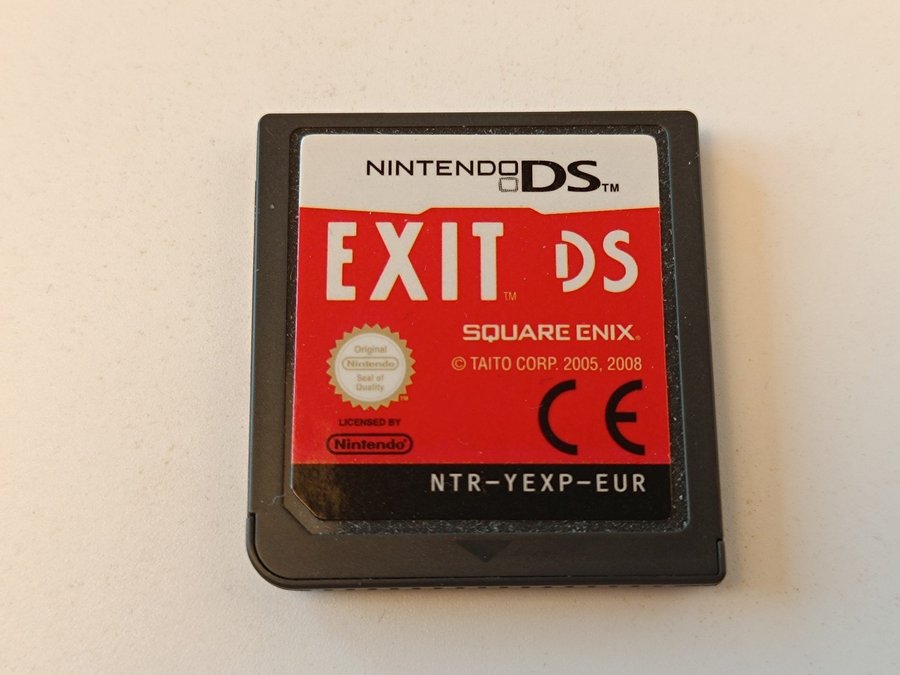 NINTENDO DS™
EXIT™ DS
SQUARE ENIX®
© TAITO CORP. 2005, 2008
Original
Nintendo
Seal of
Quality
TM
LICENSED BY
Nintendo®
CE
NTR-YEXP-EUR